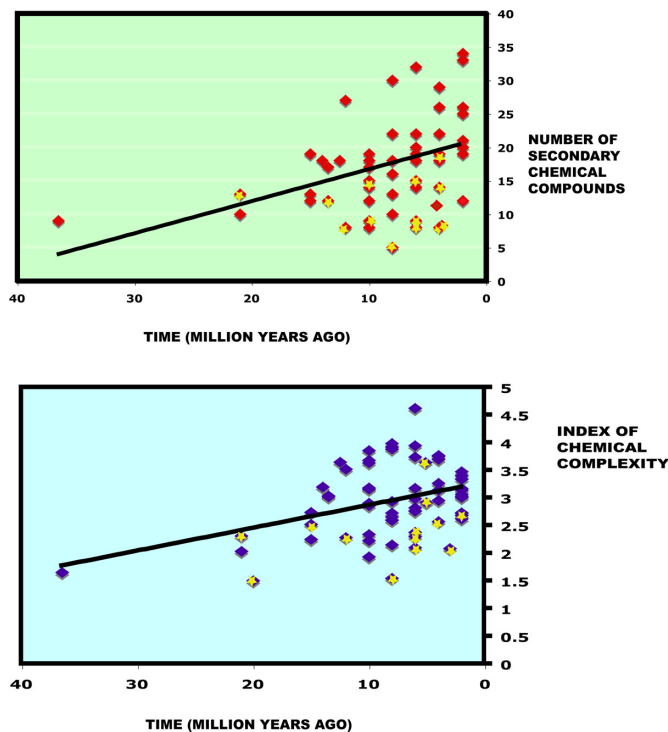 40
35
30
25
20
15
10
5
0
NUMBER OF
SECONDARY
CHEMICAL
COMPOUNDS
40 30 20 10 0
TIME (MILLION YEARS AGO)
5
4.5
4
3.5
3
2.5
2
1.5
1
0.5
0
INDEX OF
CHEMICAL
COMPLEXITY
40 30 20 10 0
TIME (MILLION YEARS AGO)